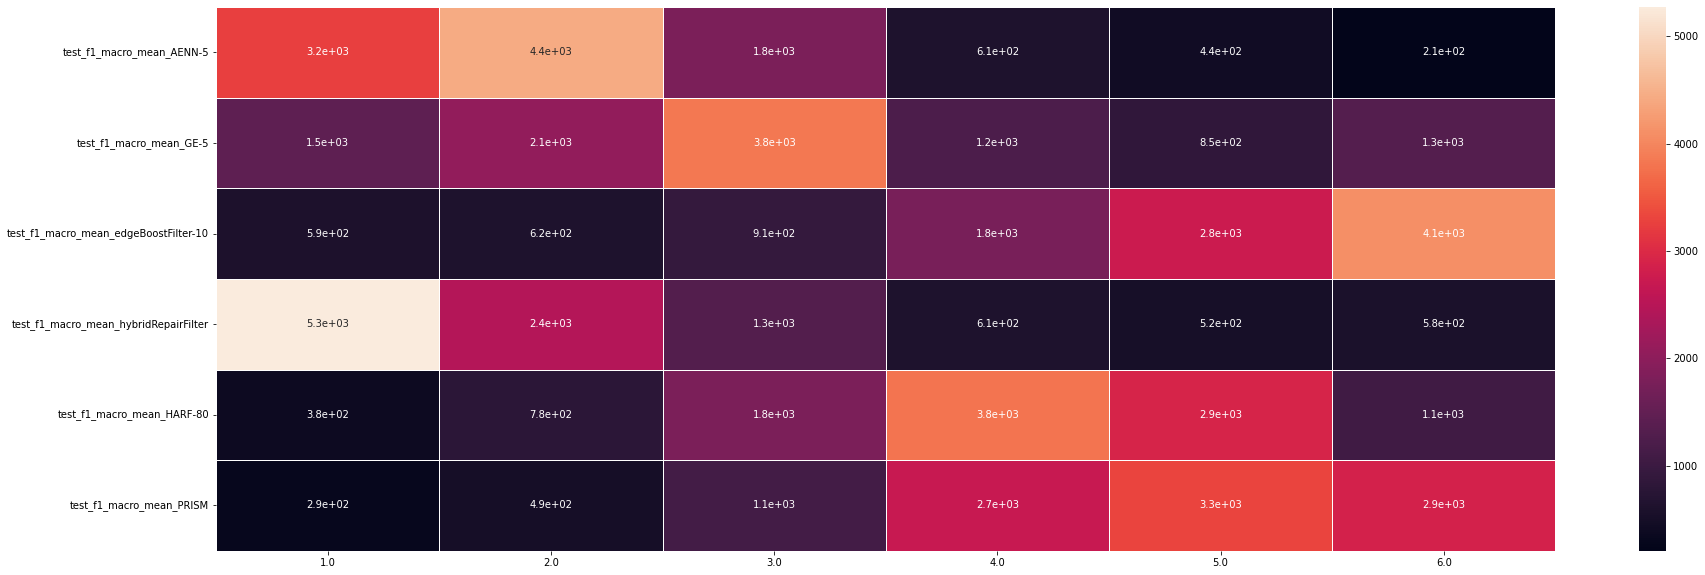 test_f1_macro_mean_AENN-5 3.2e+03 4.4e+03 1.8e+03 6.1e+02 4.4e+02 2.1e+02
test_f1_macro_mean_GE-5 1.5e+03 2.1e+03 3.8e+03 1.2e+03 8.5e+02 1.3e+03
test_f1_macro_mean_edgeBoostFilter-10 5.9e+02 6.2e+02 9.1e+02 1.8e+03 2.8e+03 4.1e+03
test_f1_macro_mean_hybridRepairFilter 5.3e+03 2.4e+03 1.3e+03 6.1e+02 5.2e+02 5.8e+02
test_f1_macro_mean_HARF-80 3.8e+02 7.8e+02 1.8e+03 3.8e+03 2.9e+03 1.1e+03
test_f1_macro_mean_PRISM 2.9e+02 4.9e+02 1.1e+03 2.7e+03 3.3e+03 2.9e+03
1.0 2.0 3.0 4.0 5.0 6.0
5000
4000
3000
2000
1000